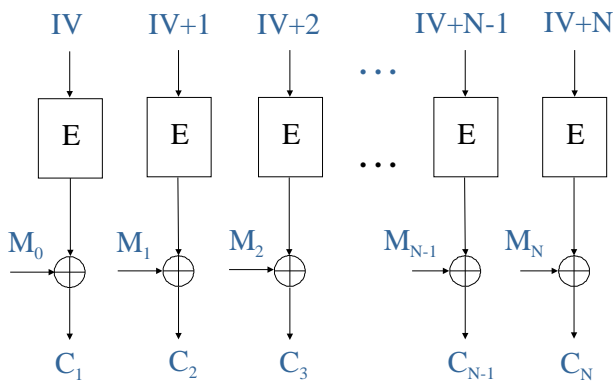 IV IV+1 IV+2 IV+N-1 IV+N
...
E E E ... E E
M0 M1 M2 MN-1 MN
C1 C2 C3 CN-1 CN